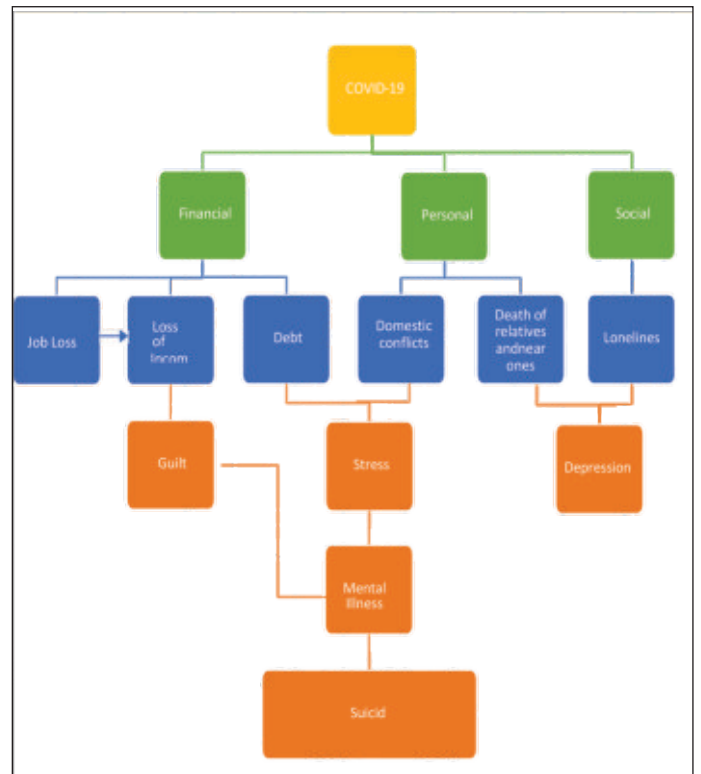 COVID-19
Financial
Personal
Social
Job Loss
Loss
of
Incom
Debt
Domestic
conflicts
Death of
relatives
andnear
ones
Lonelines
Guilt
Stress
Depression
Mental
Illness
Suicid